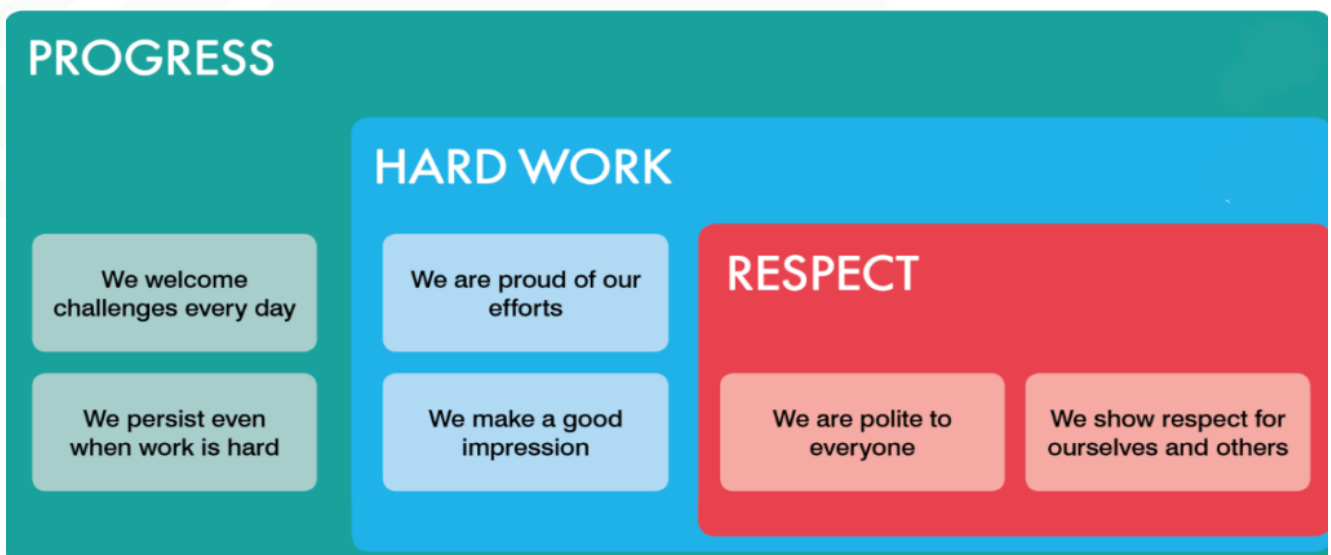 PROGRESS
We welcome
challenges every day
We persist even
when work is hard
HARD WORK
We are proud of our
efforts
We make a good
impression
RESPECT
We are polite to
everyone
We show respect for
ourselves and others